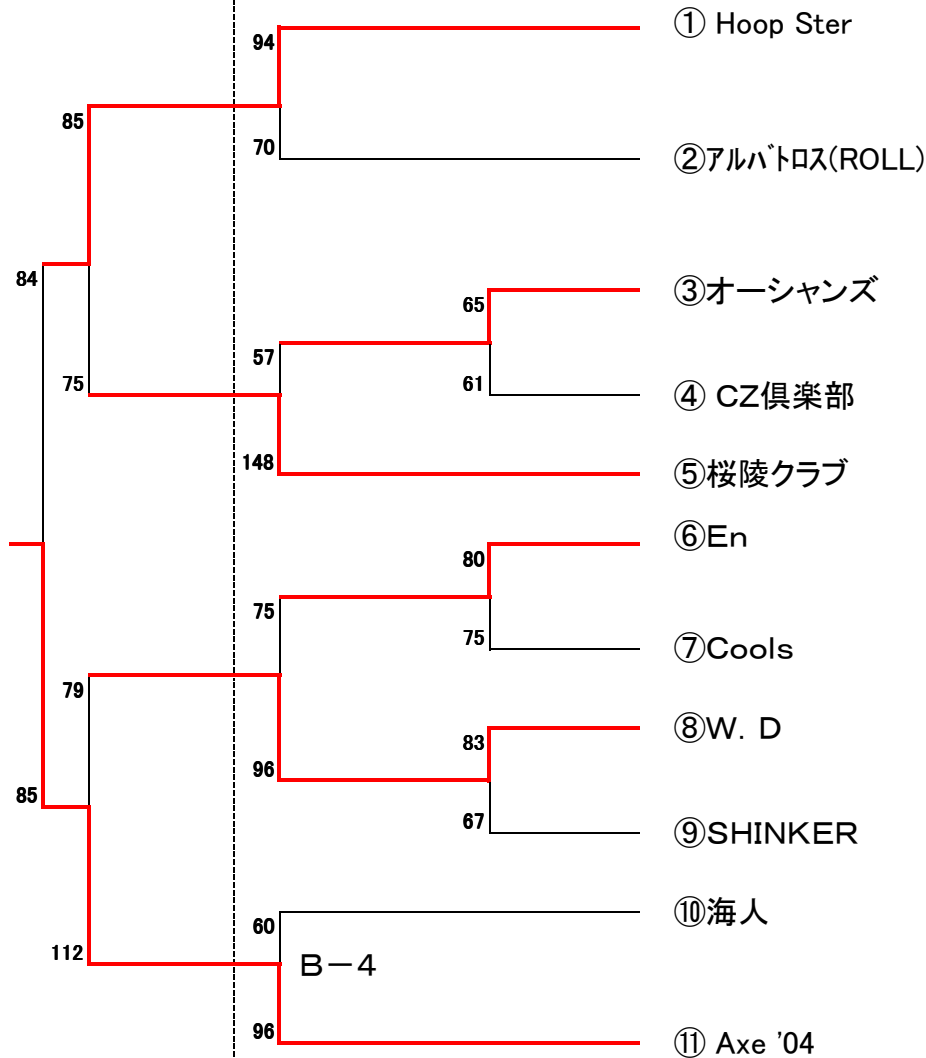 ① Hoop Ster
94
85
70
②ｱﾙﾊﾞﾄﾛｽ(ROLL)
84
65
③オーシャンズ
57
75
61
④ CZ倶楽部
148
⑤桜陵クラブ
⑥En
80
75
75
⑦Cools
79
⑧W. D
83
96
85
67
⑨SHINKER
60
⑩海人
112
B－4
96
⑪ Axe '04